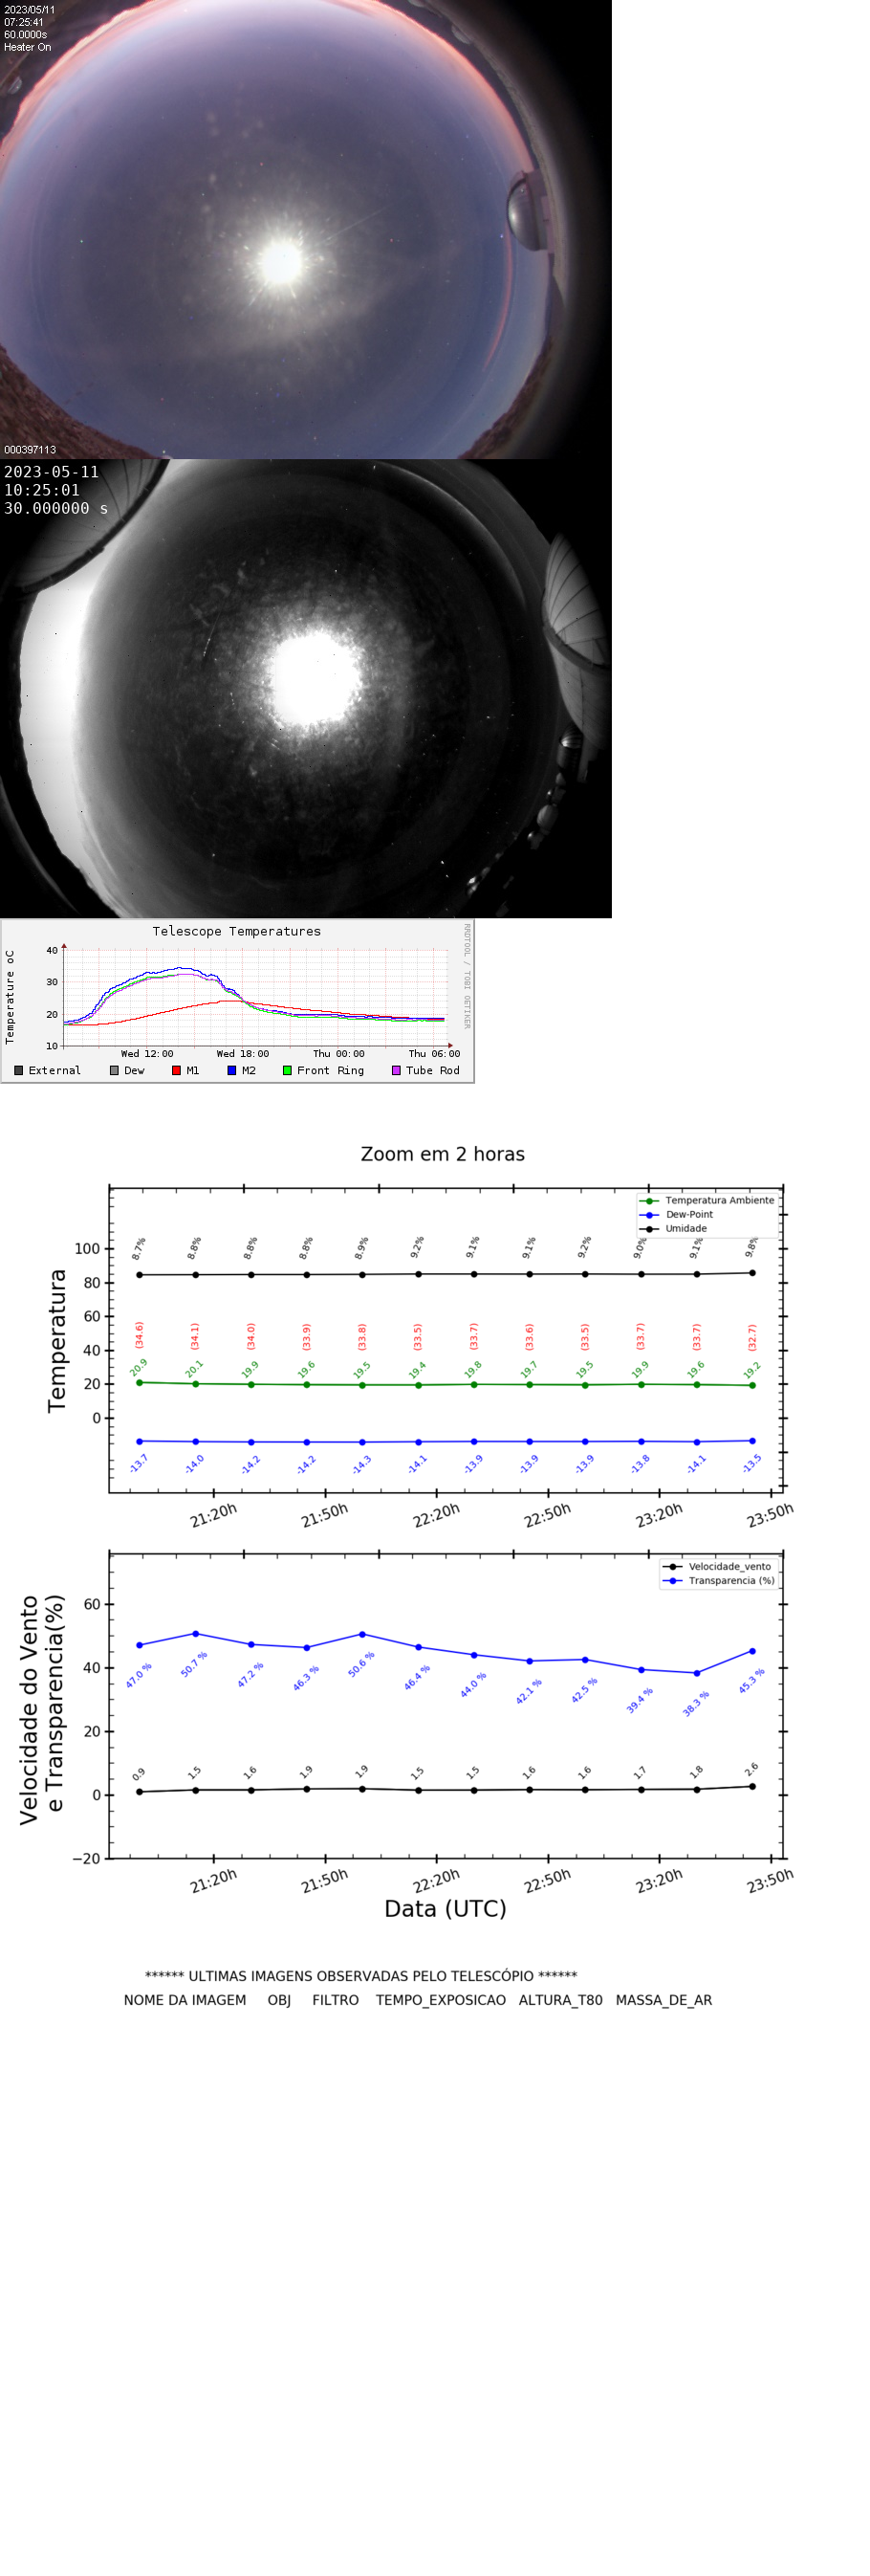 2023/05/11
07:25:41
60.0000s
Heater On
000397113
2023-05-11
10:25:01
30.000000 s
Telescope Temperatures
RRDTOOL / TOBI OETIKER
Temperature oC
40
30
20
10
Wed 12:00 Wed 18:00 Thu 00:00 Thu 06:00
External Dew M1 M2 Front Ring Tube Rod
Zoom em 2 horas
Temperatura
Temperatura Ambiente
Dew-Point
Umidade
100
80
60
40
20
0
8.7% 8.8% 8.8% 8.8% 8.9% 9.2% 9.1% 9.1% 9.2% 9.0% 9.1% 9.8%
(34.6) (34.1) (34.0) (33.9) (33.8) (33.5) (33.7) (33.6) (33.5) (33.7) (33.7) (32.7)
20.9 20.1 19.9 19.6 19.5 19.4 19.8 19.7 19.5 19.9 19.6 19.2
-13.7 -14.0 -14.2 -14.2 -14.3 -14.1 -13.9 -13.9 -13.9 -13.8 -14.1 -13.5
21:20h 21:50h 22:20h 22:50h 23:20h 23:50h
Velocidade do Vento
e Transparencia(%)
Velocidade_vento
Transparencia (%)
60
40
20
0
−20
47.0 % 50.7 % 47.2 % 46.3 % 50.6 % 46.4 % 44.0 % 42.1 % 42.5 % 39.4 % 38.3 % 45.3 %
0.9 1.5 1.6 1.9 1.9 1.5 1.5 1.6 1.6 1.7 1.8 2.6
21:20h 21:50h 22:20h 22:50h 23:20h 23:50h
Data (UTC)
****** ULTIMAS IMAGENS OBSERVADAS PELO TELESCÓPIO ******
NOME DA IMAGEM OBJ FILTRO TEMPO_EXPOSICAO ALTURA_T80 MASSA_DE_AR